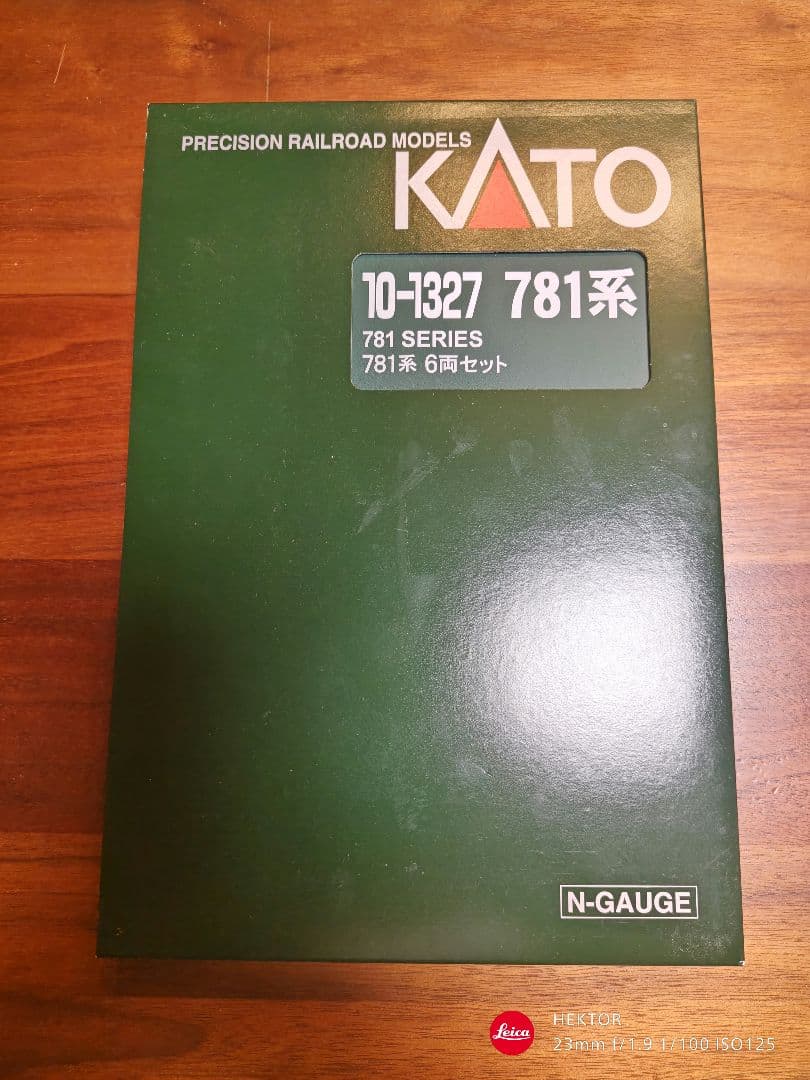 PRECISION RAILROAD MODELS
KATO
10-1327 781系
781 SERIES
781系 6両セット
N-GAUGE
Leica
HEKTOR
23mm f/1.9 1/100 ISO125